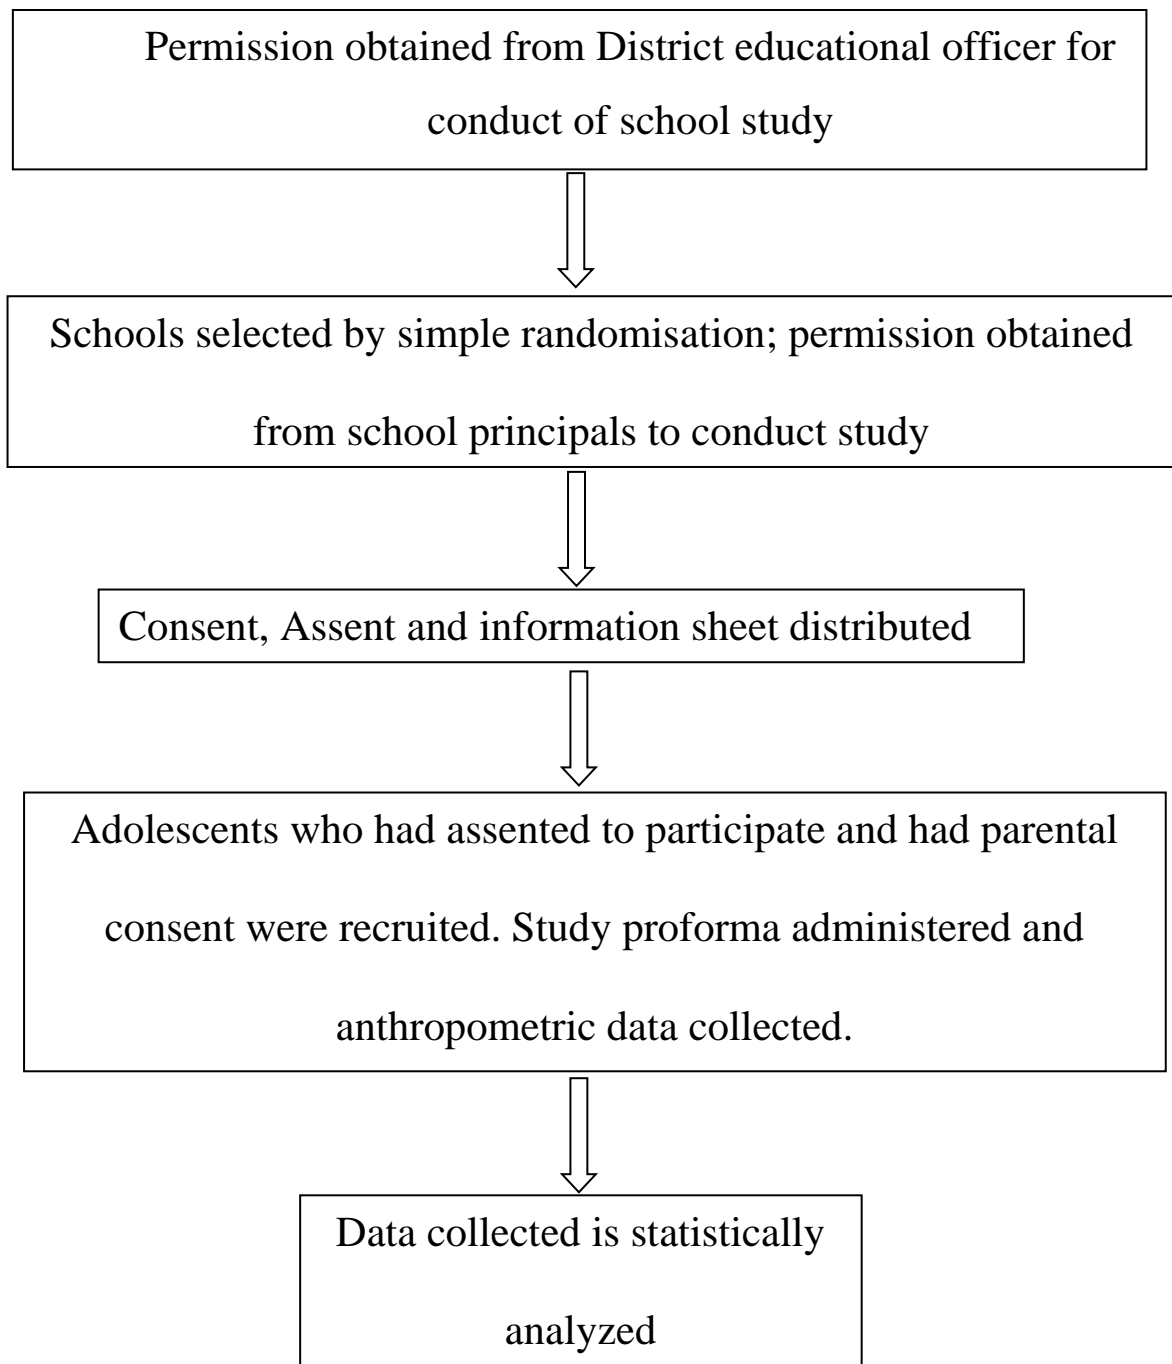 Permission obtained from District educational officer for
conduct of school study
Schools selected by simple randomisation; permission obtained
from school principals to conduct study
Consent, Assent and information sheet distributed
Adolescents who had assented to participate and had parental
consent were recruited. Study proforma administered and
anthropometric data collected.
Data collected is statistically
analyzed